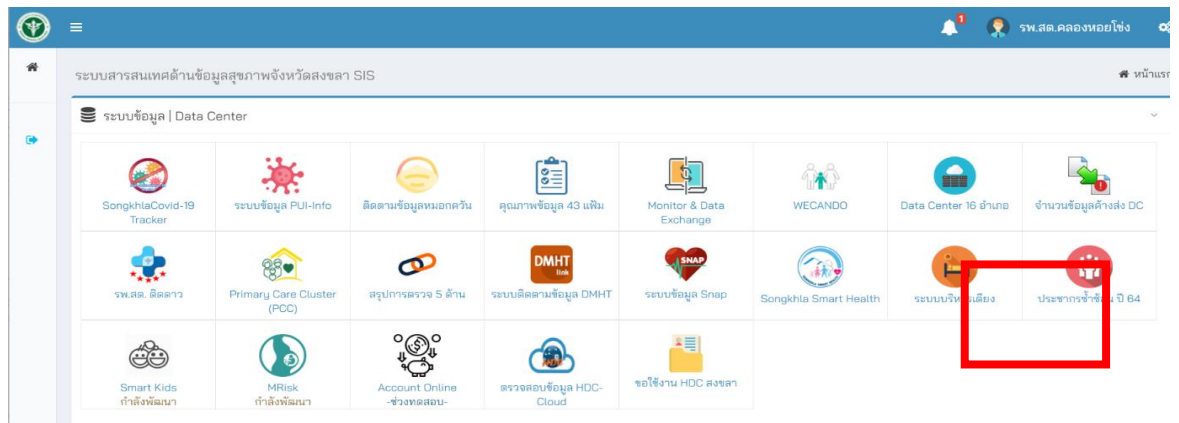 1
รพ.สต.คลองหอยโข่ง
ระบบสารสนเทศด้านข้อมูลสุขภาพจังหวัดสงขลา SIS
หน้าแรก
ระบบข้อมูล | Data Center
SongkhlaCovid-19
Tracker
ระบบข้อมูล PUI-Info
ติดตามข้อมูลหมอกควัน
คุณภาพข้อมูล 43 แฟ้ม
Monitor & Data
Exchange
WECANDO
Data Center 16 อำเภอ
จำนวนข้อมูลค้างส่ง DC
รพ.สต. ติดดาว
Primary Care Cluster
(PCC)
สรุปการตรวจ 5 ด้าน
DMHT
link
ระบบติดตามข้อมูล DMHT
SNAP
ระบบข้อมูล Snap
Songkhla Smart Health
ประชากรซ้ำซ้อน ปี 64
Smart Kids
กำลังพัฒนา
MRisk
กำลังพัฒนา
Account Online
-ช่วงทดสอบ-
ตรวจสอบข้อมูล HDC-
Cloud
ขอใช้งาน HDC สงขลา